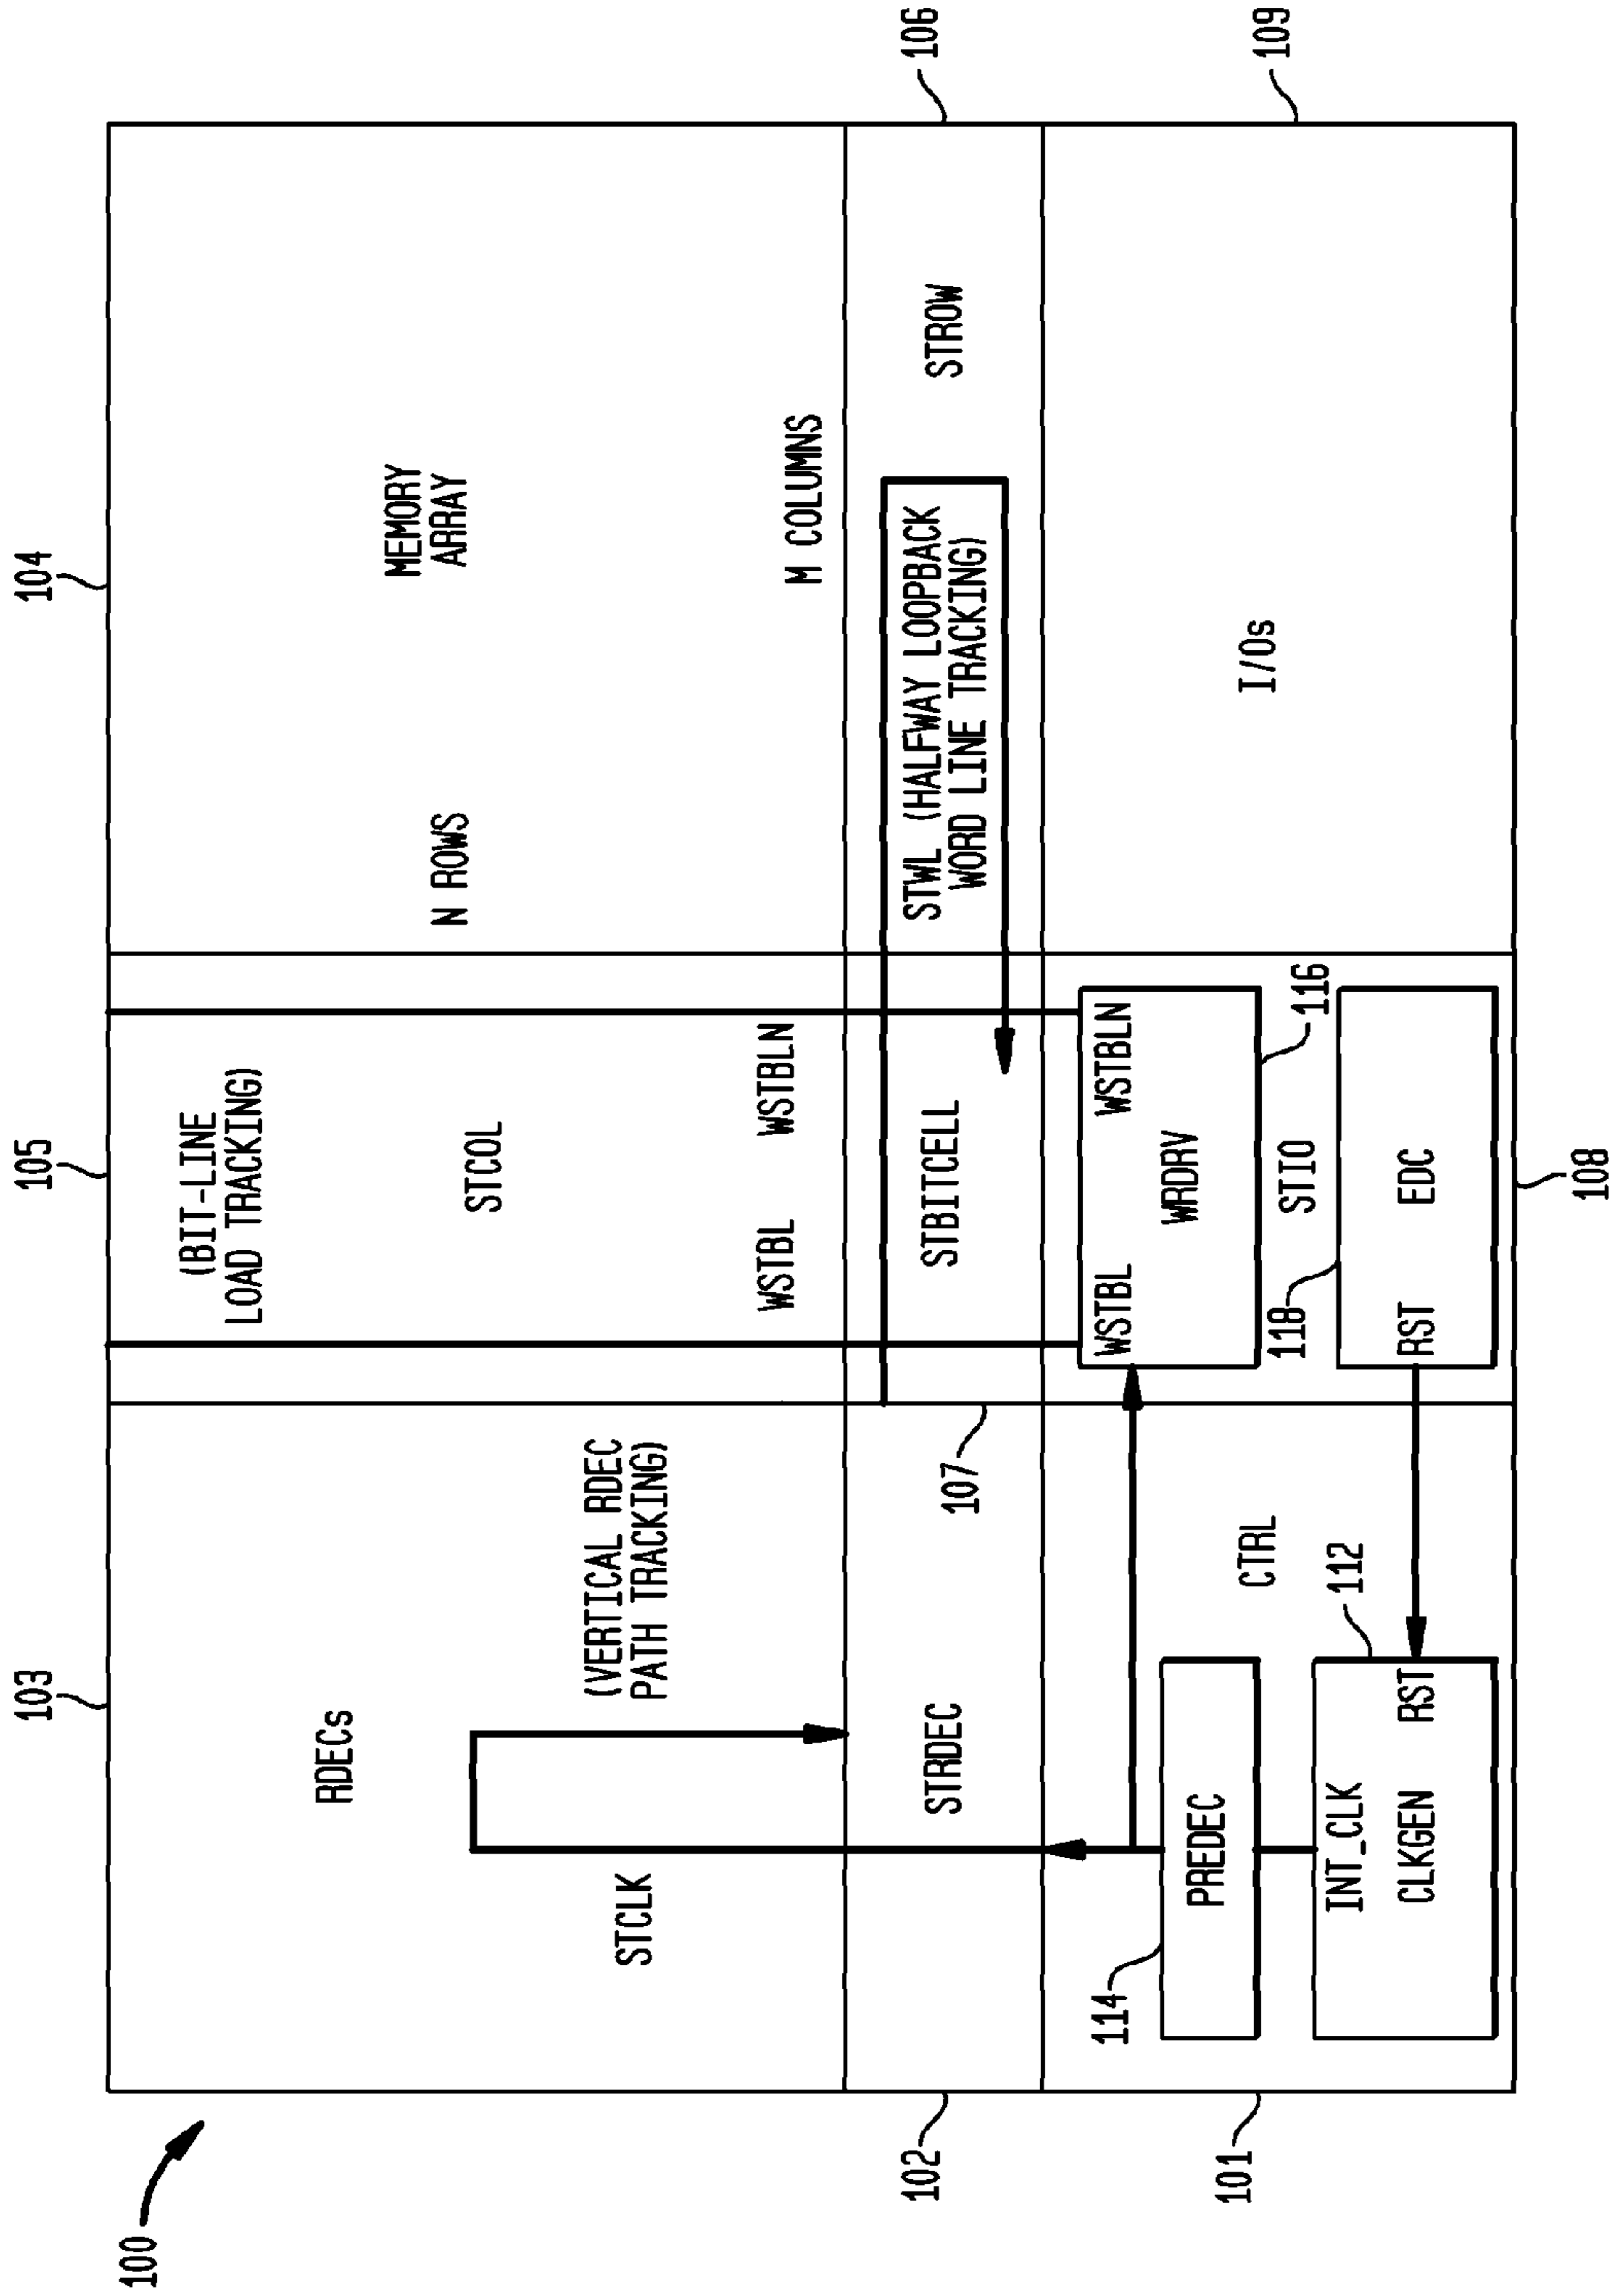 100
103
105
104
RDECs
(BIT-LINE
LOAD TRACKING)
MEMORY
ARRAY
STCOL
N ROWS
STCLK
(VERTICAL RDEC
PATH TRACKING)
WSTBL
WSTBLN
M COLUMNS
102
STRDEC
107
STBITCELL
STWL (HALFWAY LOOPBACK
WORD LINE TRACKING)
STROW
106
114
PREDEC
WSTBL
WSTBLN
WRDRV
116
101
CTRL
118
STIO
I/Os
109
INT_CLK
112
CLKGEN
RST
RST
EDC
108